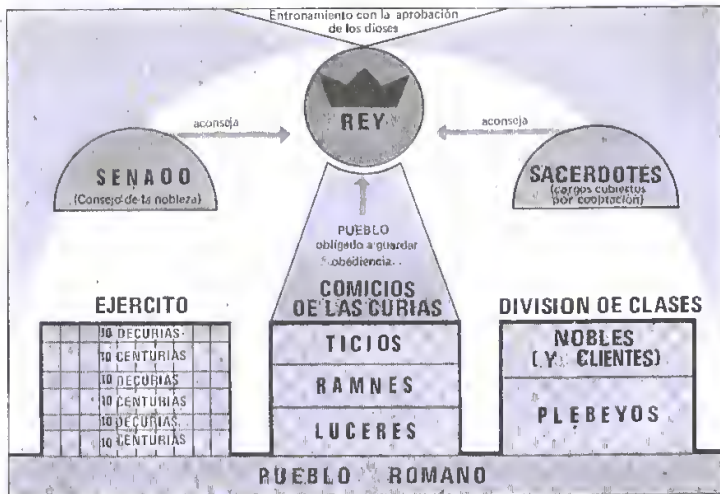 Entronamiento con la aprobación
de los dioses
REY
aconseja
aconseja
SENADO
(Consejo de la nobleza)
SACERDOTES
(cargos cubiertos
por cooptación)
PUEBLO
obligado a guardar
obediencia
EJERCITO
COMICIOS
DE LAS CURIAS
DIVISION DE CLASES
10 DECURIAS
10 CENTURIAS
10 DECURIAS
10 CENTURIAS
10 DECURIAS
10 CENTURIAS
TICIOS
RAMNES
LUCERES
NOBLES
(Y CLIENTES)
PLEBEYOS
PUEBLO ROMANO